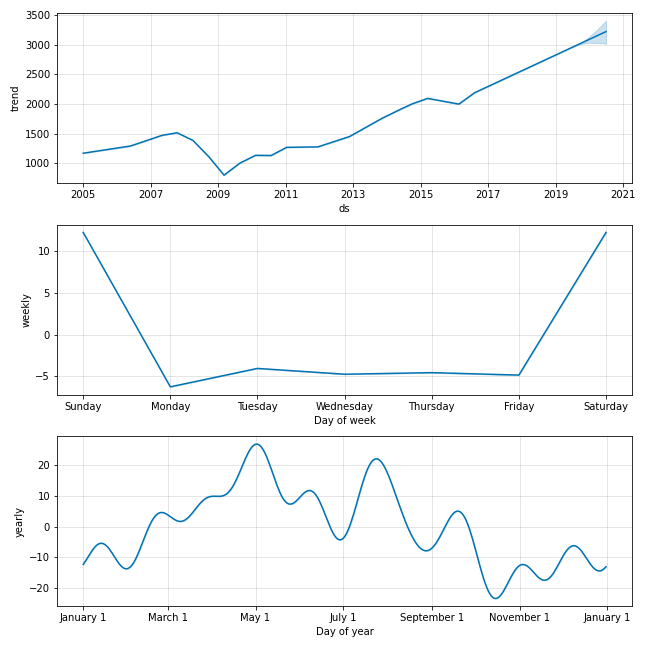 3500
3000
2500
2000
1500
1000
trend
2005 2007 2009 2011 2013 2015 2017 2019 2021
ds
10
5
0
−5
weekly
Sunday Monday Tuesday Wednesday Thursday Friday Saturday
Day of week
20
10
0
−10
−20
yearly
January 1 March 1 May 1 July 1 September 1 November 1 January 1
Day of year